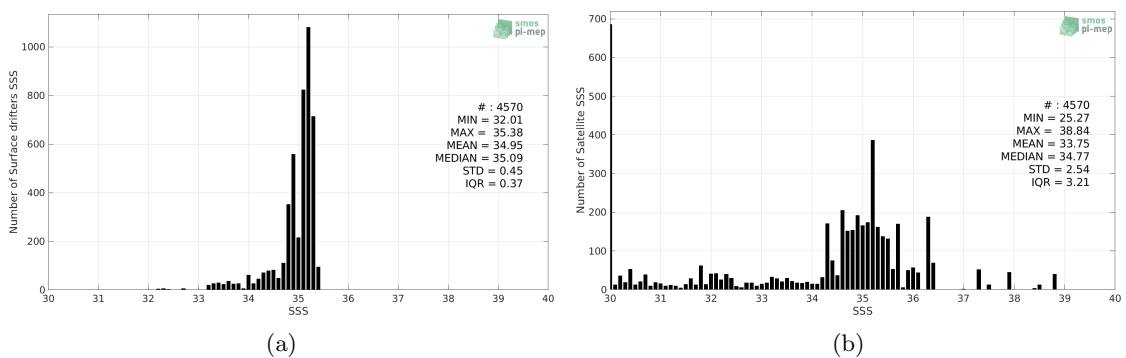 smos
pi-mep
Number of Surface drifters SSS
1000
800
600
400
200
0
# : 4570
MIN = 32.01
MAX = 35.38
MEAN = 34.95
MEDIAN = 35.09
STD = 0.45
IQR = 0.37
30 31 32 33 34 35 36 37 38 39 40
SSS
(a)
smos
pi-mep
Number of Satellite SSS
700
600
500
400
300
200
100
0
# : 4570
MIN = 25.27
MAX = 38.84
MEAN = 33.75
MEDIAN = 34.77
STD = 2.54
IQR = 3.21
30 31 32 33 34 35 36 37 38 39 40
SSS
(b)